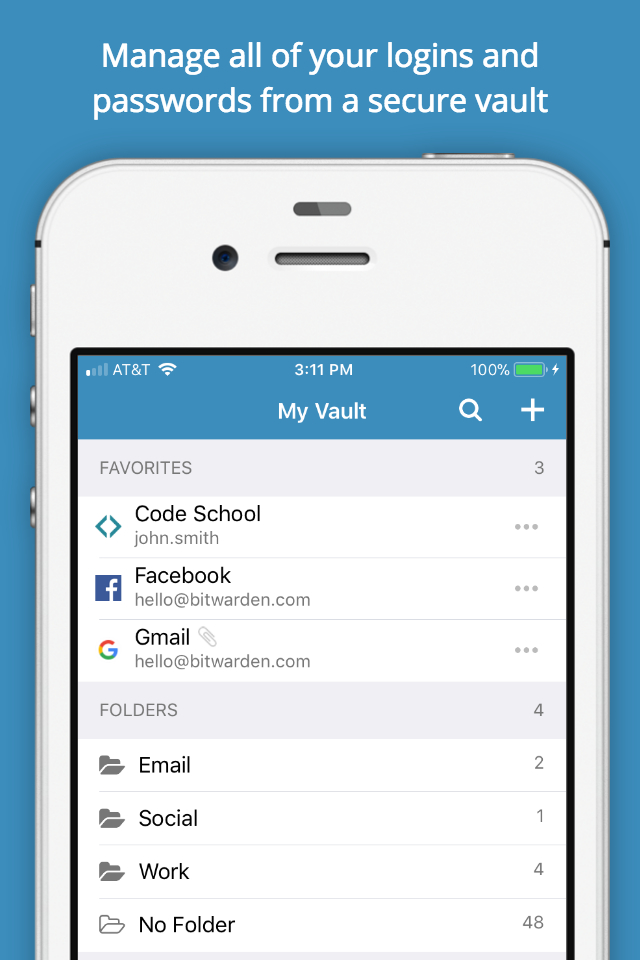 Manage all of your logins and
passwords from a secure vault
AT&T 3:11 PM 100%
My Vault
FAVORITES 3
Code School
john.smith
Facebook
hello@bitwarden.com
Gmail
hello@bitwarden.com
FOLDERS 4
Email 2
Social 1
Work 4
No Folder 48